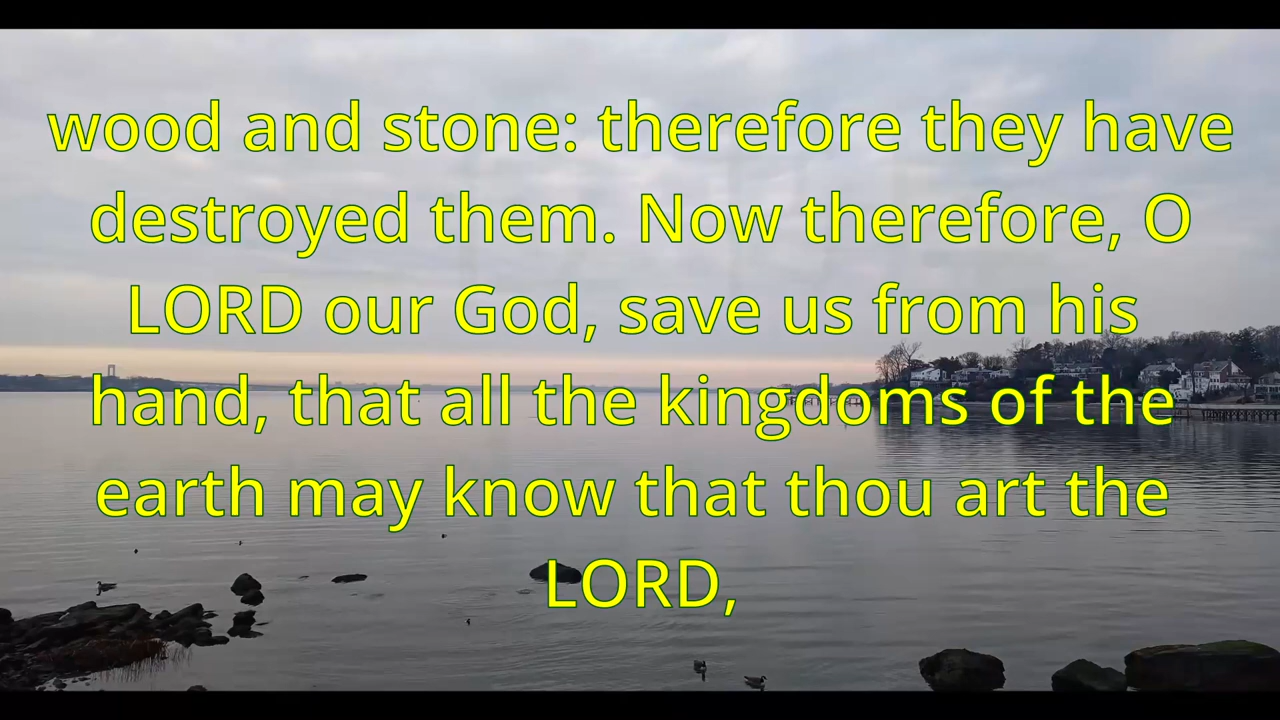 wood and stone: therefore they have
destroyed them. Now therefore, O
LORD our God, save us from his
hand, that all the kingdoms of the
earth may know that thou art the
LORD,